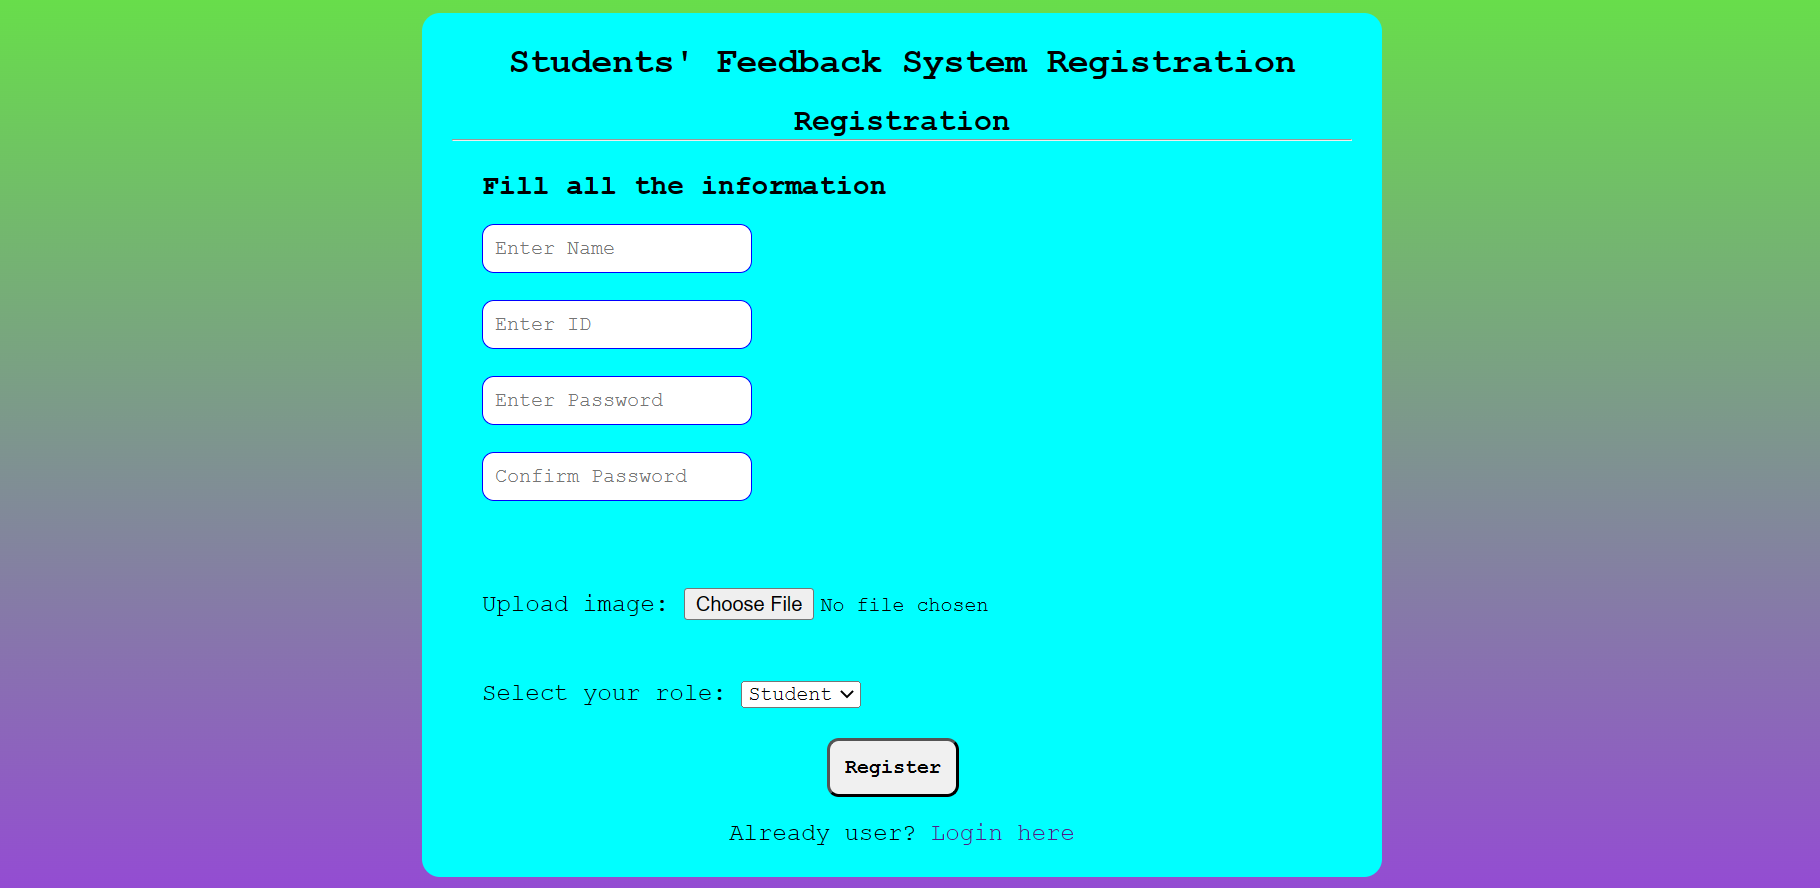 Students' Feedback System Registration
Registration
Fill all the information
Enter Name
Enter ID
Enter Password
Confirm Password
Upload image: Choose File No file chosen
Select your role: Student
Register
Already user? Login here